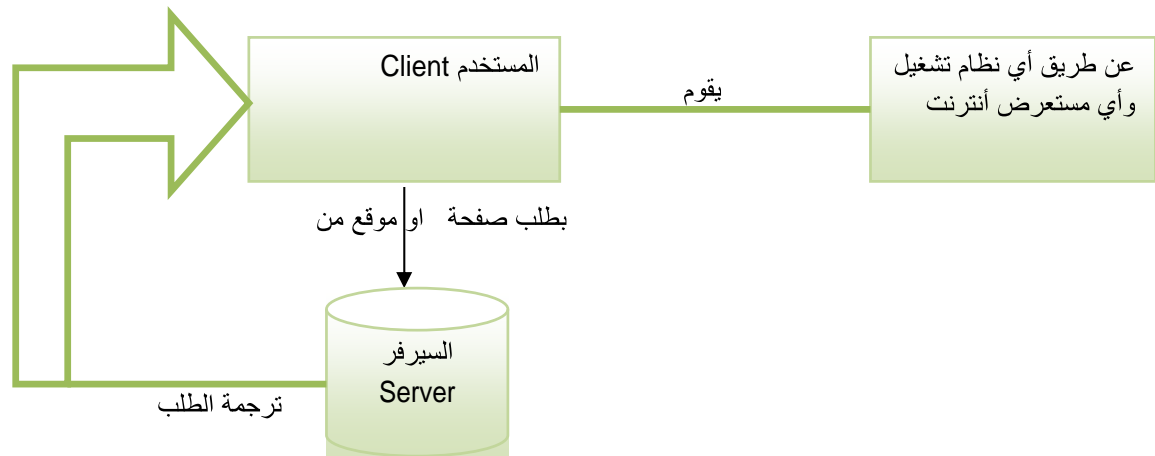 عن طريق أي نظام تشغيل
وأي مستعرض أنترنت
يقوم
المستخدم Client
بطلب صفحة او موقع من
السيرفر
Server
ترجمة الطلب